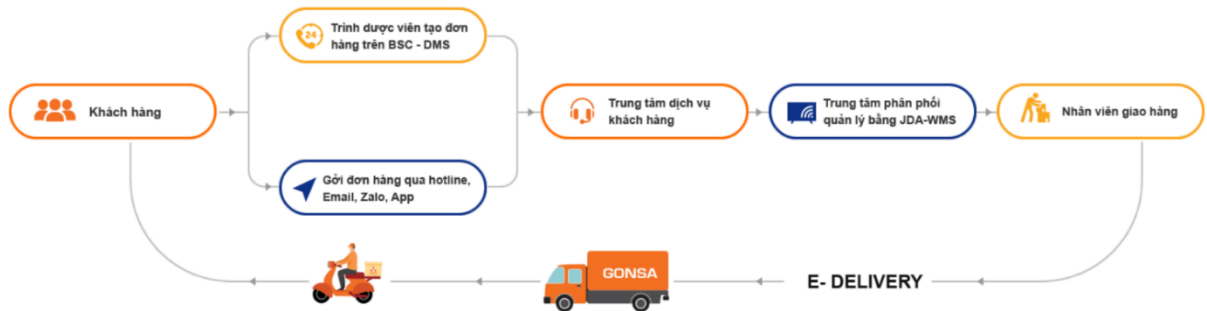 Trình dược viên tạo đơn
hàng trên BSC - DMS
Khách hàng
Gởi đơn hàng qua hotline,
Email, Zalo, App
Trung tâm dịch vụ
khách hàng
Trung tâm phân phối
quản lý bằng JDA-WMS
Nhân viên giao hàng
24
GONSA
E- DELIVERY